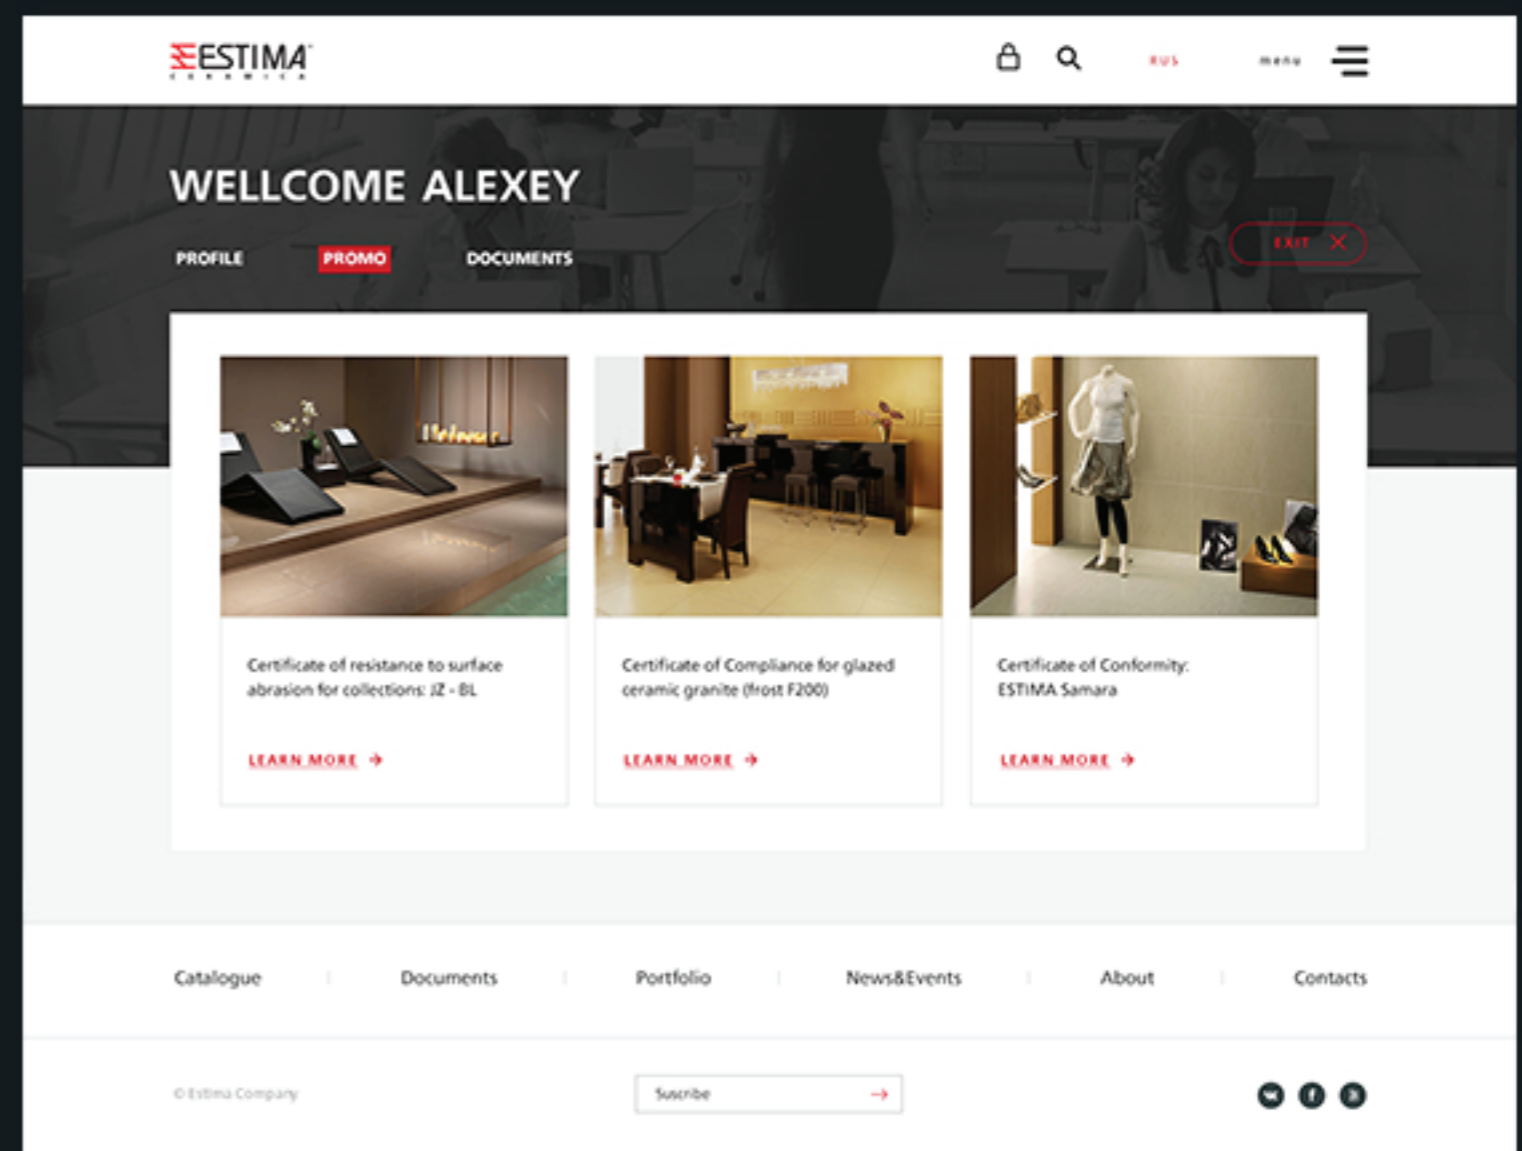 ESTIMA
CERAMICA
RUS
menu
WELLCOME ALEXEY
PROFILE
PROMO
DOCUMENTS
EXIT
Certificate of resistance to surface
abrasion for collections: JZ - BL
LEARN MORE
Certificate of Compliance for glazed
ceramic granite (frost F200)
LEARN MORE
Certificate of Conformity:
ESTIMA Samara
LEARN MORE
Catalogue
Documents
Portfolio
News&Events
About
Contacts
© Estima Company
Suscribe